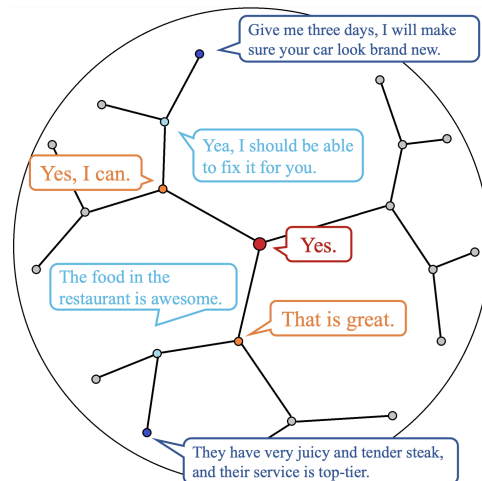 Give me three days, I will make
sure your car look brand new.
Yea, I should be able
to fix it for you.
Yes, I can.
Yes.
The food in the
restaurant is awesome.
That is great.
They have very juicy and tender steak,
and their service is top-tier.